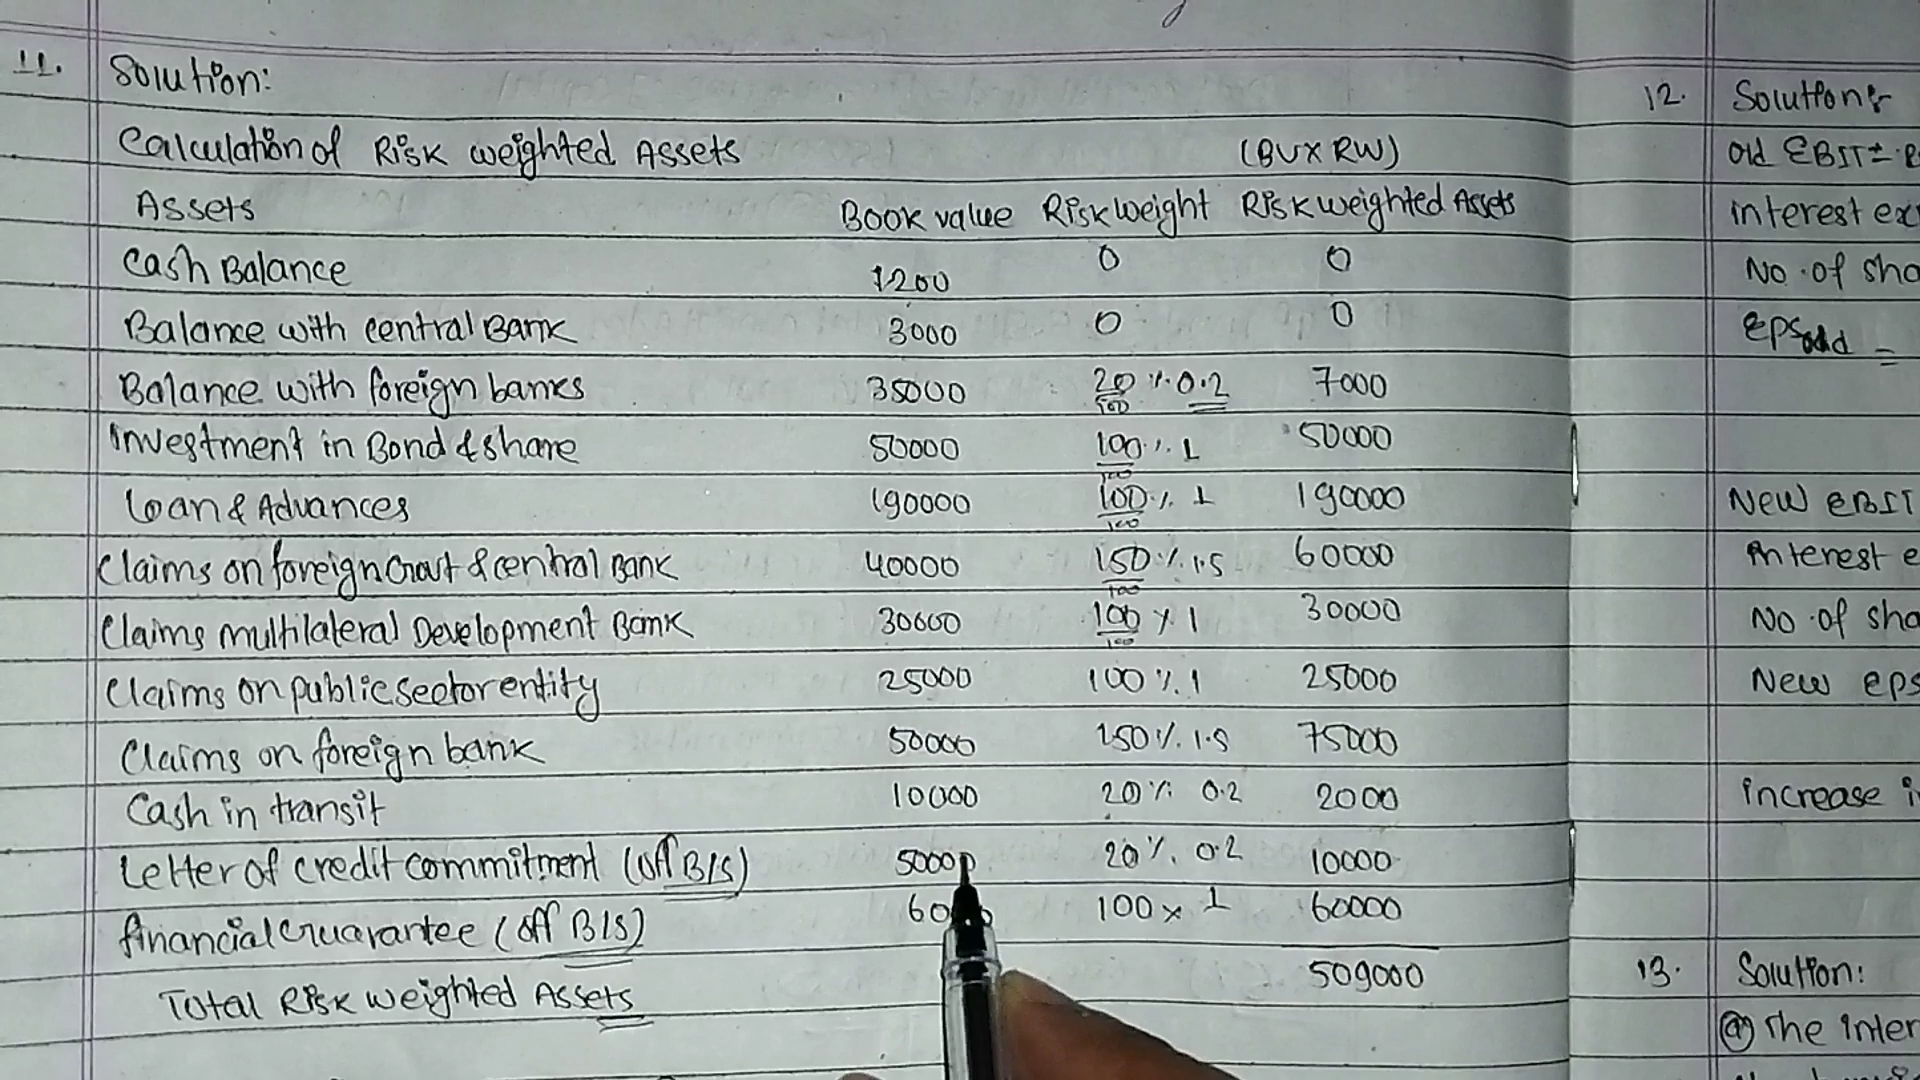 11. Solution:
Calculation of Risk weighted Assets (BV X RW)
Assets Book value Risk Weight Risk weighted Assets
Cash Balance 1200 0 0
Balance with central Bank 3000 0 0
Balance with foreign banks 35000 20/100 % 0.2 7000
Investment in Bond & share 50000 100/100 % 1 50000
Loan & Advances 190000 100/100 % 1 190000
Claims on foreign Govt & central Bank 40000 150/100 % 1.5 60000
Claims multilateral Development Bank 30000 100/100 % 1 30000
Claims on public sector entity 25000 100 % 1 25000
Claims on foreign bank 50000 150 % 1.5 75000
Cash in transit 10000 20 % 0.2 2000
Letter of credit commitment (off B/S) 50000 20 % 0.2 10000
financial Guarantee (off B/S) 100 % 1 60000
Total Risk weighted Assets 509000
12. Solution:
Old EBIT =
interest
No. of
EPSold =
New EBIT
interest
No. of
New eps
increase
13. Solution:
(a) The